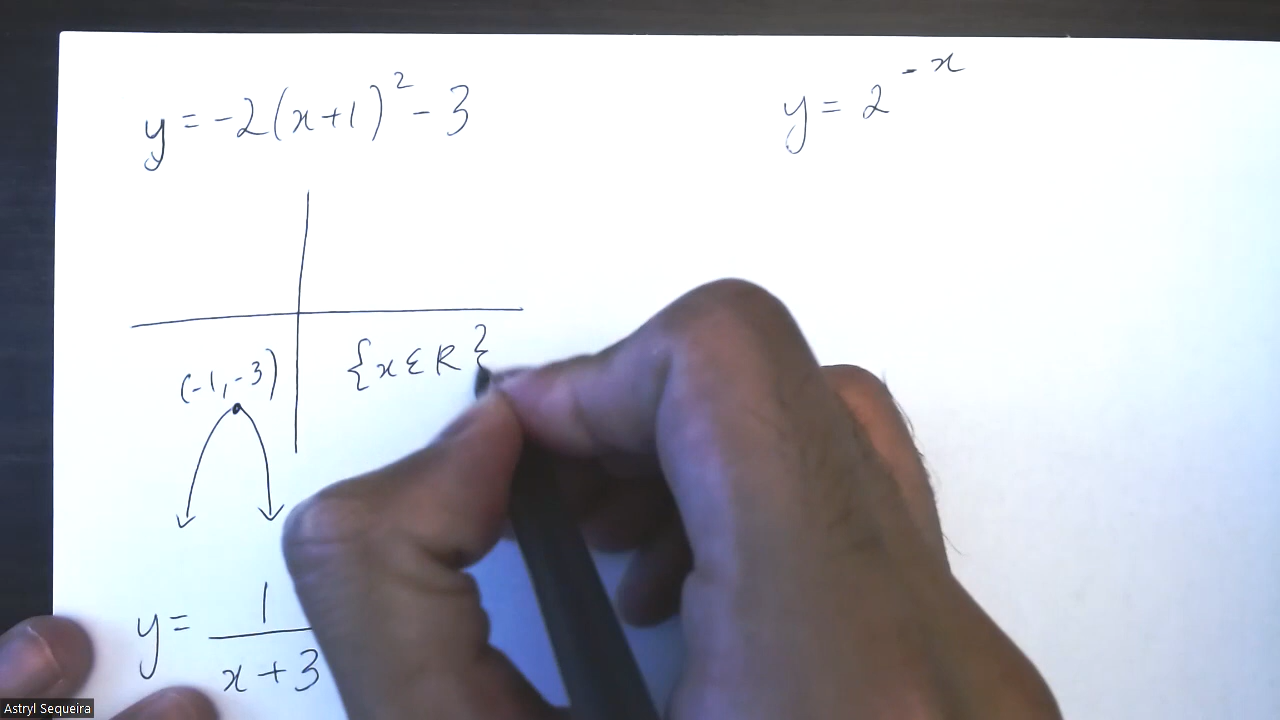 y = -2(x+1)² - 3
y = 2⁻ˣ
(-1, -3)
{x ε R}
y = 1/(x+3)
Astryl Sequeira